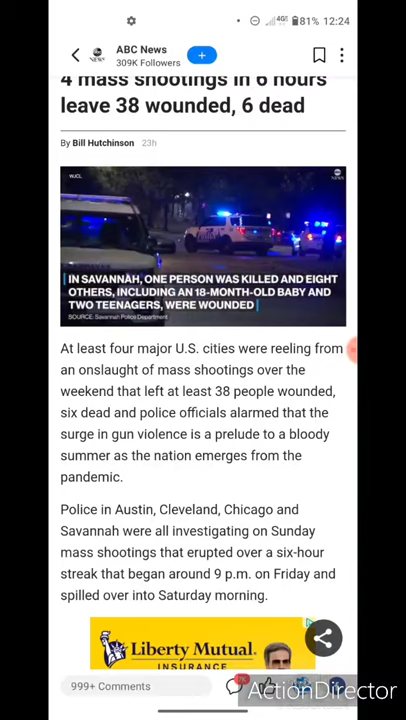 4G 81% 12:24
ABC News
309K Followers
4 mass shootings in 6 hours
leave 38 wounded, 6 dead
By Bill Hutchinson 23h
WJCL
abc NEWS
IN SAVANNAH, ONE PERSON WAS KILLED AND EIGHT
OTHERS, INCLUDING AN 18-MONTH-OLD BABY AND
TWO TEENAGERS, WERE WOUNDED
SOURCE: Savannah Police Department
At least four major U.S. cities were reeling from
an onslaught of mass shootings over the
weekend that left at least 38 people wounded,
six dead and police officials alarmed that the
surge in gun violence is a prelude to a bloody
summer as the nation emerges from the
pandemic.
Police in Austin, Cleveland, Chicago and
Savannah were all investigating on Sunday
mass shootings that erupted over a six-hour
streak that began around 9 p.m. on Friday and
spilled over into Saturday morning.
Liberty Mutual.
INSURANCE
999+ Comments
7K
ActionDirector